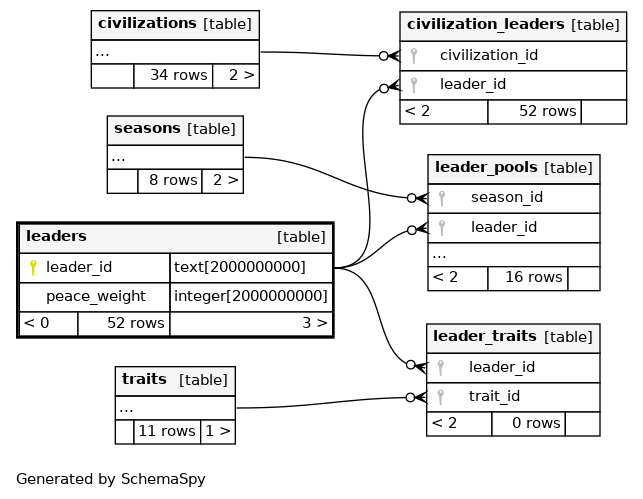 civilizations [table]
...
34 rows 2 >
civilization_leaders [table]
civilization_id
leader_id
< 2 52 rows
seasons [table]
...
8 rows 2 >
leader_pools [table]
season_id
leader_id
...
< 2 16 rows
leaders [table]
leader_id text[2000000000]
peace_weight integer[2000000000]
< 0 52 rows 3 >
leader_traits [table]
leader_id
trait_id
< 2 0 rows
traits [table]
...
11 rows 1 >
Generated by SchemaSpy